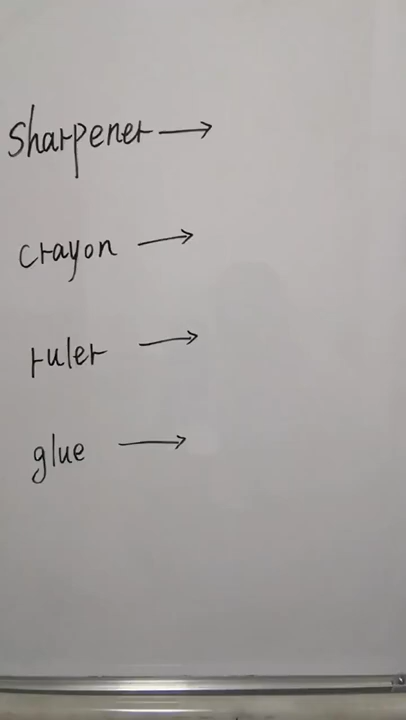 sharpener →
crayon →
ruler →
glue →